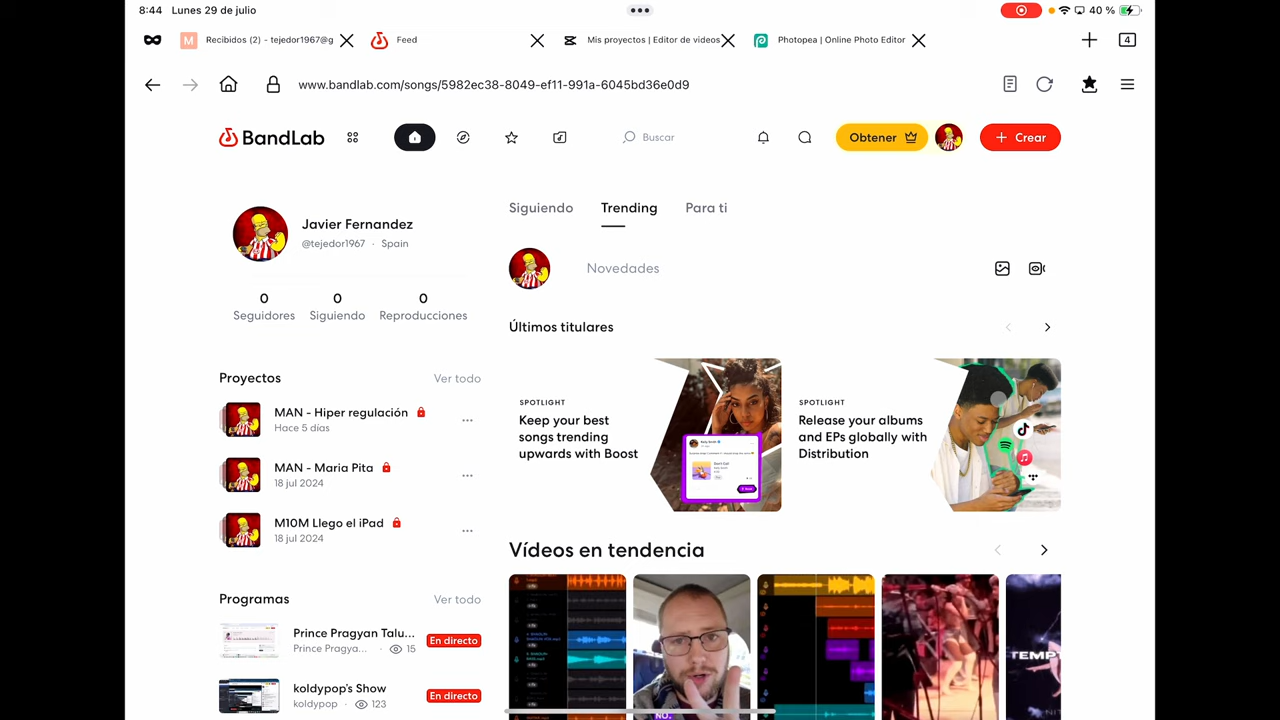 8:44 Lunes 29 de julio
40 %
Recibidos (2) - tejedor1967@g
Feed
Mis proyectos | Editor de videos
Photopea | Online Photo Editor
4
www.bandlab.com/songs/5982ec38-8049-ef11-991a-6045bd36e0d9
BandLab
Buscar
Obtener
+ Crear
Javier Fernandez
@tejedor1967 · Spain
0 0 0
Seguidores Siguiendo Reproducciones
Proyectos Ver todo
MAN - Hiper regulación
Hace 5 días
MAN - Maria Pita
18 jul 2024
M10M Llego el iPad
18 jul 2024
Programas Ver todo
Prince Pragyan Talu...
Prince Pragya... · 15
En directo
koldypop's Show
koldypop · 123
En directo
Siguiendo Trending Para ti
Novedades
Últimos titulares
SPOTLIGHT
Keep your best
songs trending
upwards with Boost
SPOTLIGHT
Release your albums
and EPs globally with
Distribution
Vídeos en tendencia
NO,